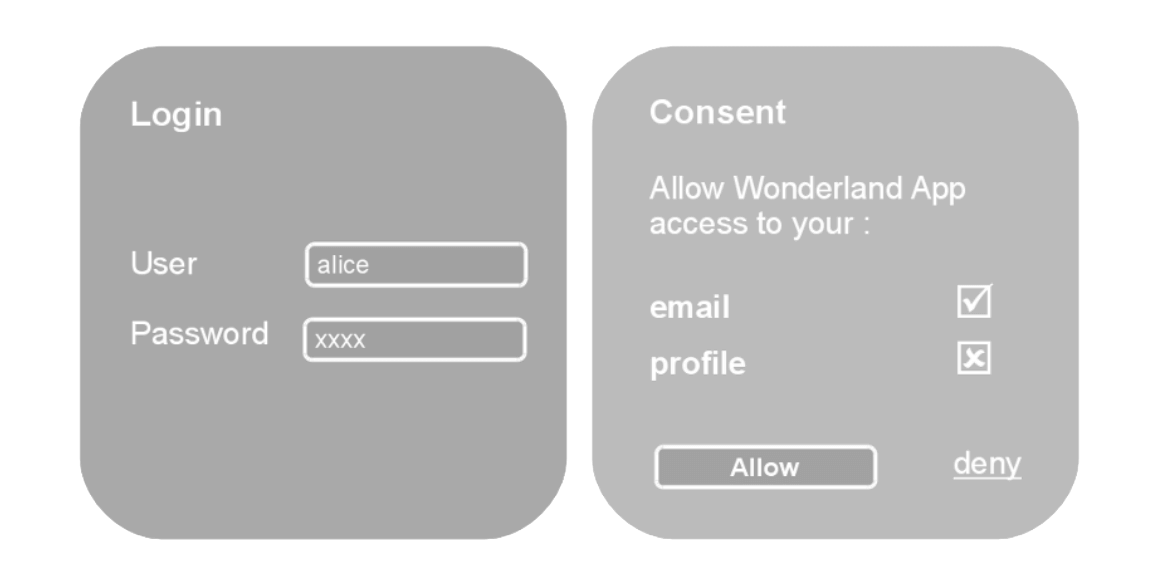 Login
User
alice
Password
xxxx
Consent
Allow Wonderland App
access to your :
email
profile
Allow
deny